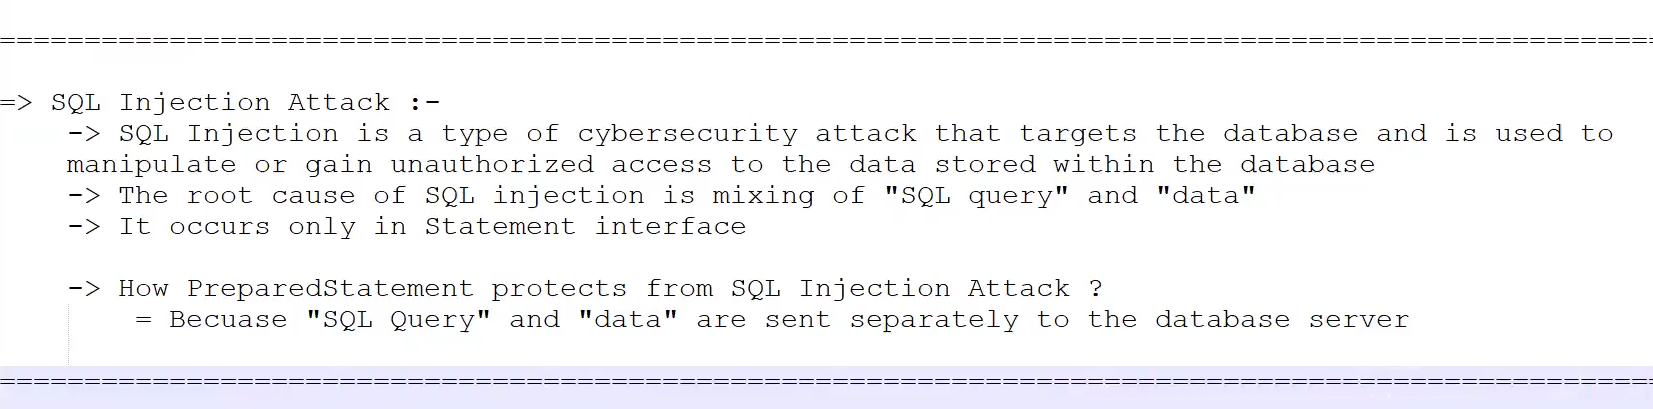 =================================================================================================
=> SQL Injection Attack :-
-> SQL Injection is a type of cybersecurity attack that targets the database and is used to
manipulate or gain unauthorized access to the data stored within the database
-> The root cause of SQL injection is mixing of "SQL query" and "data"
-> It occurs only in Statement interface
-> How PreparedStatement protects from SQL Injection Attack ?
= Becuase "SQL Query" and "data" are sent separately to the database server
=================================================================================================